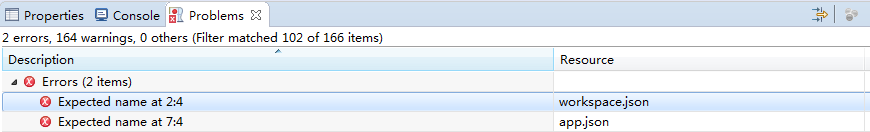 Properties Console Problems
2 errors, 164 warnings, 0 others (Filter matched 102 of 166 items)
Description Resource
Errors (2 items)
Expected name at 2:4 workspace.json
Expected name at 7:4 app.json